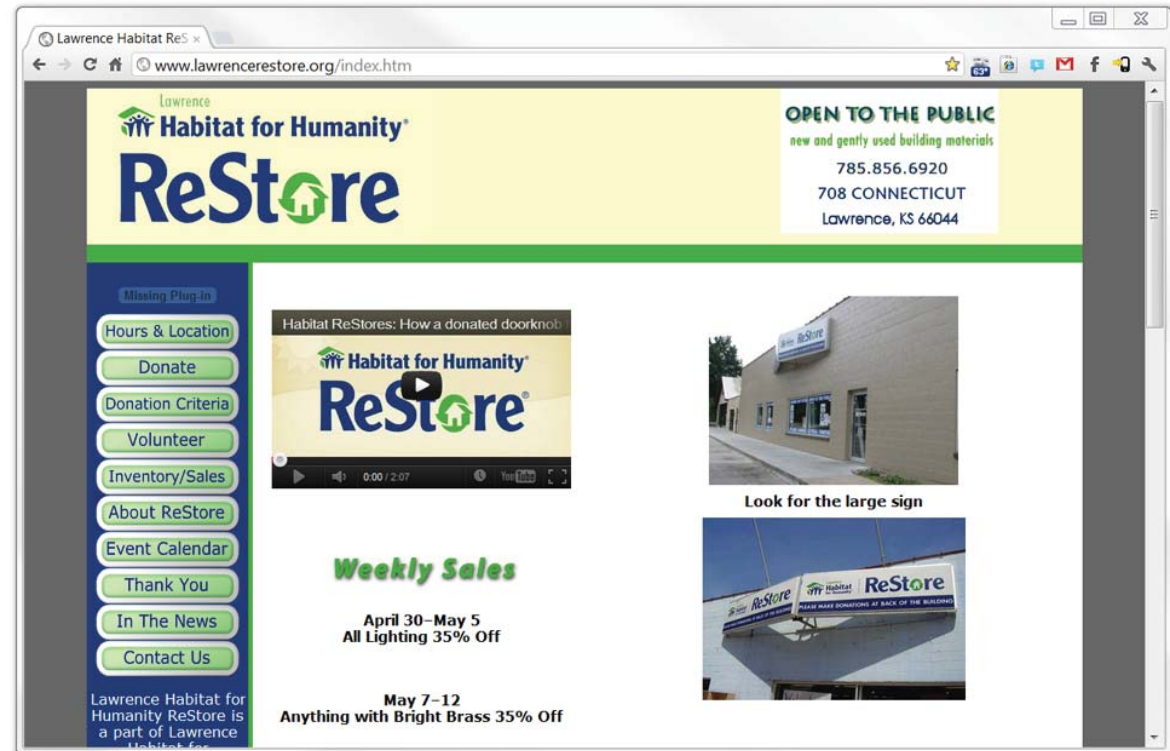 Lawrence Habitat ReS
www.lawrencerestore.org/index.htm
63°
Lawrence
Habitat for Humanity®
ReStore
OPEN TO THE PUBLIC
new and gently used building materials
785.856.6920
708 CONNECTICUT
Lawrence, KS 66044
Missing Plug-in
Hours & Location
Donate
Donation Criteria
Volunteer
Inventory/Sales
About ReStore
Event Calendar
Thank You
In The News
Contact Us
Lawrence Habitat for
Humanity ReStore is
a part of Lawrence
Habitat for
Habitat ReStores: How a donated doorknob
Habitat for Humanity®
ReStore®
0:00 / 2:07
YouTube
Weekly Sales
April 30–May 5
All Lighting 35% Off
May 7–12
Anything with Bright Brass 35% Off
ReStore
Look for the large sign
ReStore
Habitat
for Humanity
ReStore
PLEASE MAKE DONATIONS AT BACK OF THE BUILDING